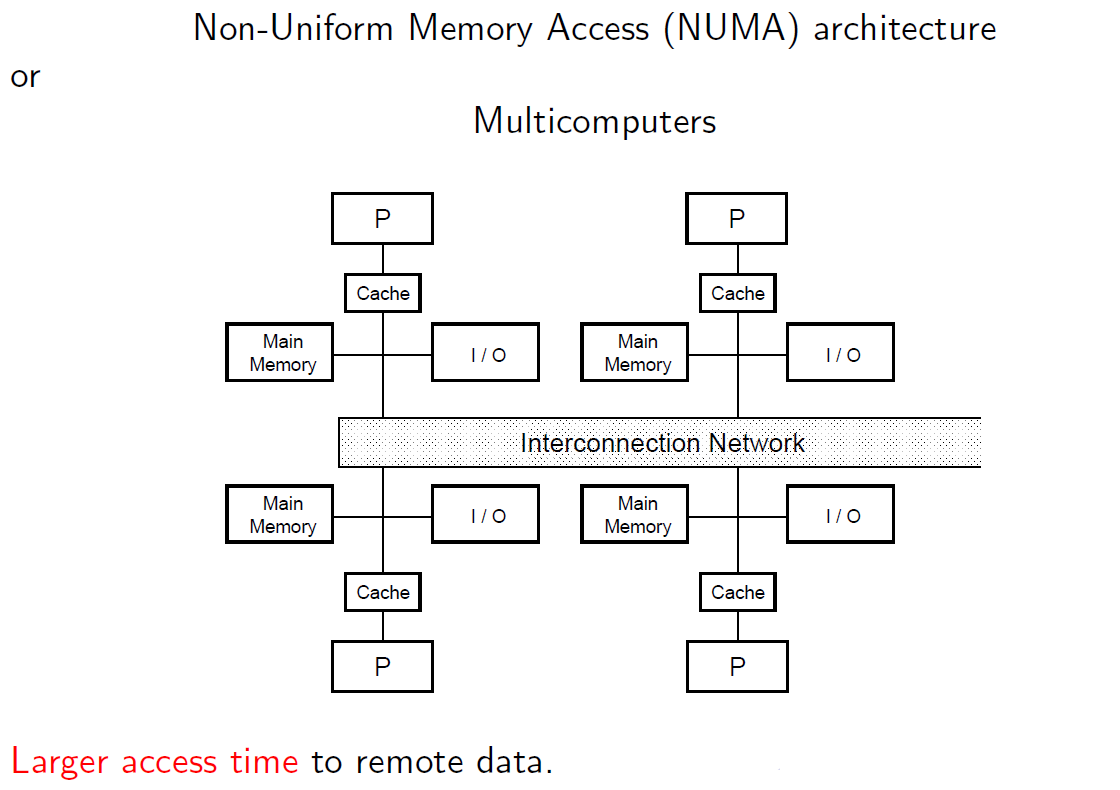 Non-Uniform Memory Access (NUMA) architecture
or
Multicomputers
P
P
Cache
Cache
Main
Memory
I / O
Main
Memory
I / O
Interconnection Network
Main
Memory
I / O
Main
Memory
I / O
Cache
Cache
P
P
Larger access time to remote data.